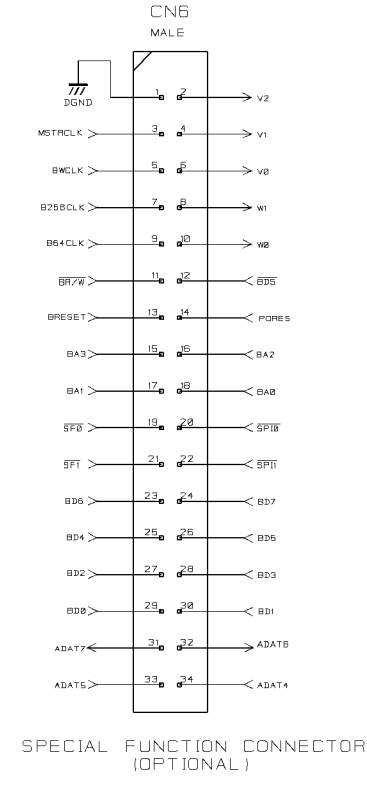 CN6
MALE
DGND 1 2 V2
MSTRCLK 3 4 V1
BWCLK 5 6 V0
B256CLK 7 8 W1
B64CLK 9 10 W0
BR/W 11 12 BDS
BRESET 13 14 PORES
BA3 15 16 BA2
BA1 17 18 BA0
SF0 19 20 SPI0
SF1 21 22 SPI1
BD6 23 24 BD7
BD4 25 26 BD5
BD2 27 28 BD3
BD0 29 30 BD1
ADAT7 31 32 ADAT6
ADAT5 33 34 ADAT4
SPECIAL FUNCTION CONNECTOR
(OPTIONAL)